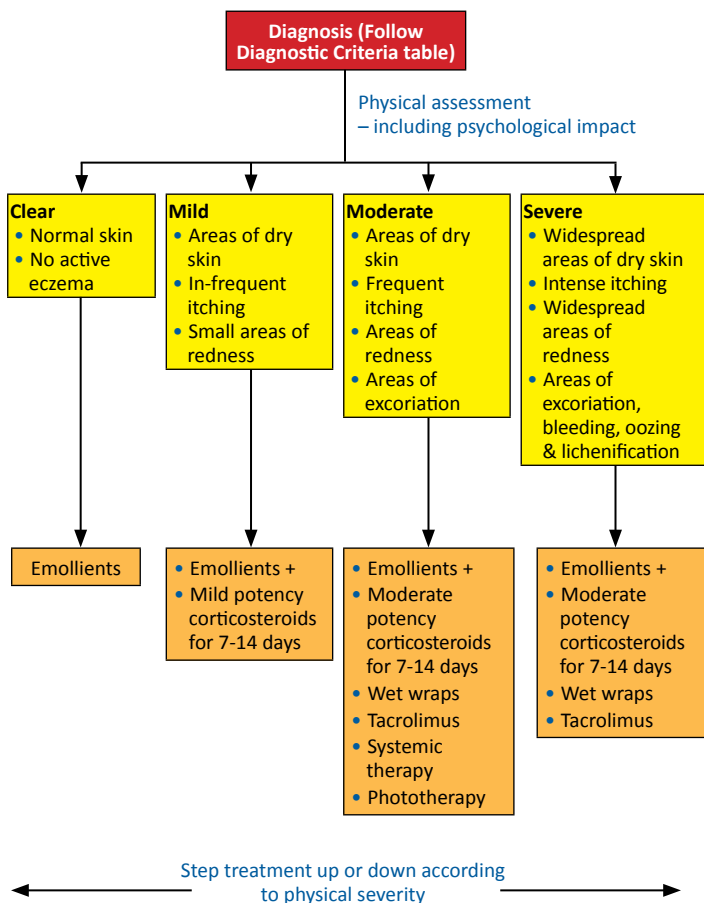 Diagnosis (Follow
Diagnostic Criteria table)
Physical assessment
– including psychological impact
Clear
• Normal skin
• No active
eczema
Mild
• Areas of dry
skin
• In-frequent
itching
• Small areas of
redness
Moderate
• Areas of dry
skin
• Frequent
itching
• Areas of
redness
• Areas of
excoriation
Severe
• Widespread
areas of dry skin
• Intense itching
• Widespread
areas of
redness
• Areas of
excoriation,
bleeding, oozing
& lichenification
Emollients
• Emollients +
• Mild potency
corticosteroids
for 7-14 days
• Emollients +
• Moderate
potency
corticosteroids
for 7-14 days
• Wet wraps
• Tacrolimus
• Systemic
therapy
• Phototherapy
• Emollients +
• Moderate
potency
corticosteroids
for 7-14 days
• Wet wraps
• Tacrolimus
Step treatment up or down according
to physical severity